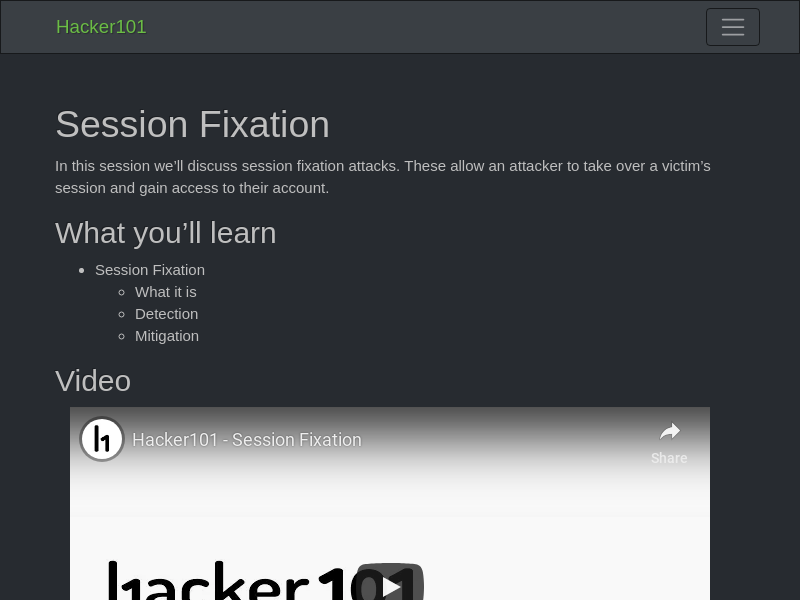 Hacker101
Session Fixation
In this session we’ll discuss session fixation attacks. These allow an attacker to take over a victim’s
session and gain access to their account.
What you’ll learn
Session Fixation
What it is
Detection
Mitigation
Video
Hacker101 - Session Fixation
Share
hacker101